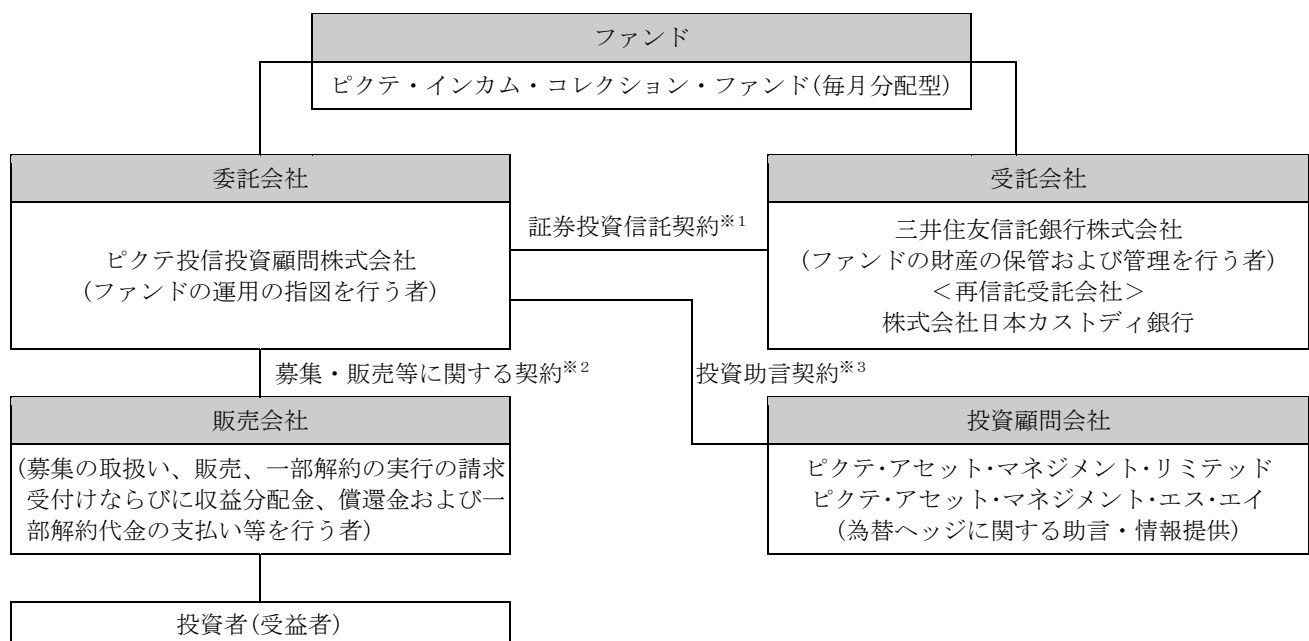 ファンド
ピクテ・インカム・コレクション・ファンド(毎月分配型)
委託会社
ピクテ投信投資顧問株式会社
(ファンドの運用の指図を行う者)
証券投資信託契約※1
受託会社
三井住友信託銀行株式会社
(ファンドの財産の保管および管理を行う者)
<再信託受託会社>
株式会社日本カストディ銀行
募集・販売等に関する契約※2
投資助言契約※3
販売会社
(募集の取扱い、販売、一部解約の実行の請求
受付けならびに収益分配金、償還金および一
部解約代金の支払い等を行う者)
投資顧問会社
ピクテ・アセット・マネジメント・リミテッド
ピクテ・アセット・マネジメント・エス・エイ
(為替ヘッジに関する助言・情報提供)
投資者(受益者)